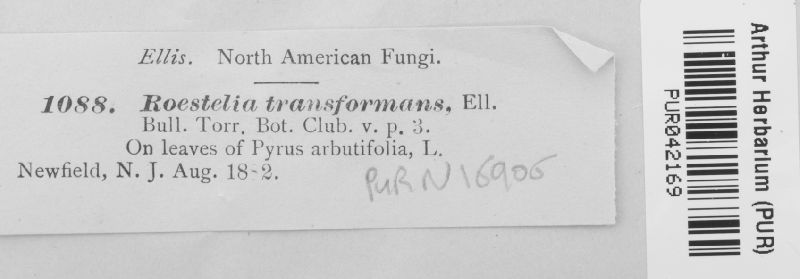 Ellis. North American Fungi.
1088. Roestelia transformans, Ell.
Bull. Torr. Bot. Club. v. p. 3.
On leaves of Pyrus arbutifolia, L.
Newfield, N. J. Aug.
PUR N16906
Arthur Herbarium (PUR)
PUR042169